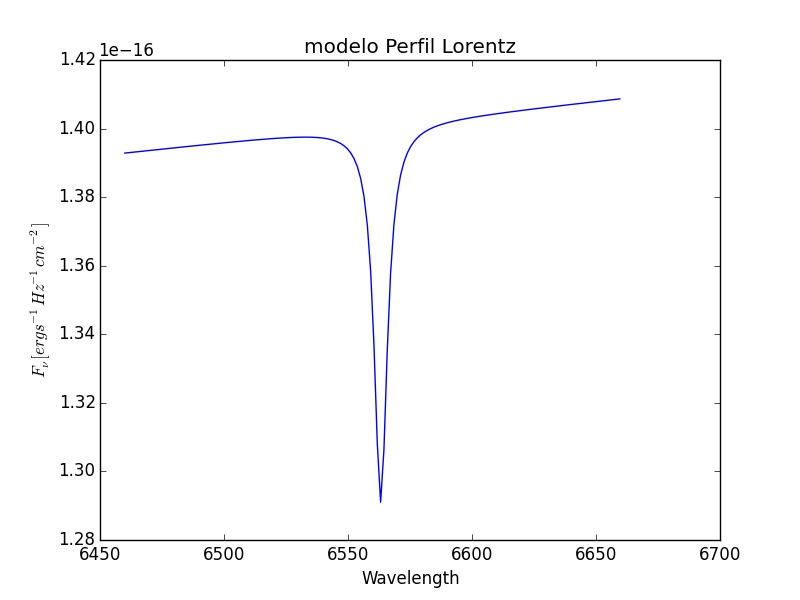 modelo Perfil Lorentz
1e−16
1.42
1.40
1.38
1.36
1.34
1.32
1.30
1.28
F_ν [ergs^−1 Hz^−1 cm^−2]
6450 6500 6550 6600 6650 6700
Wavelength